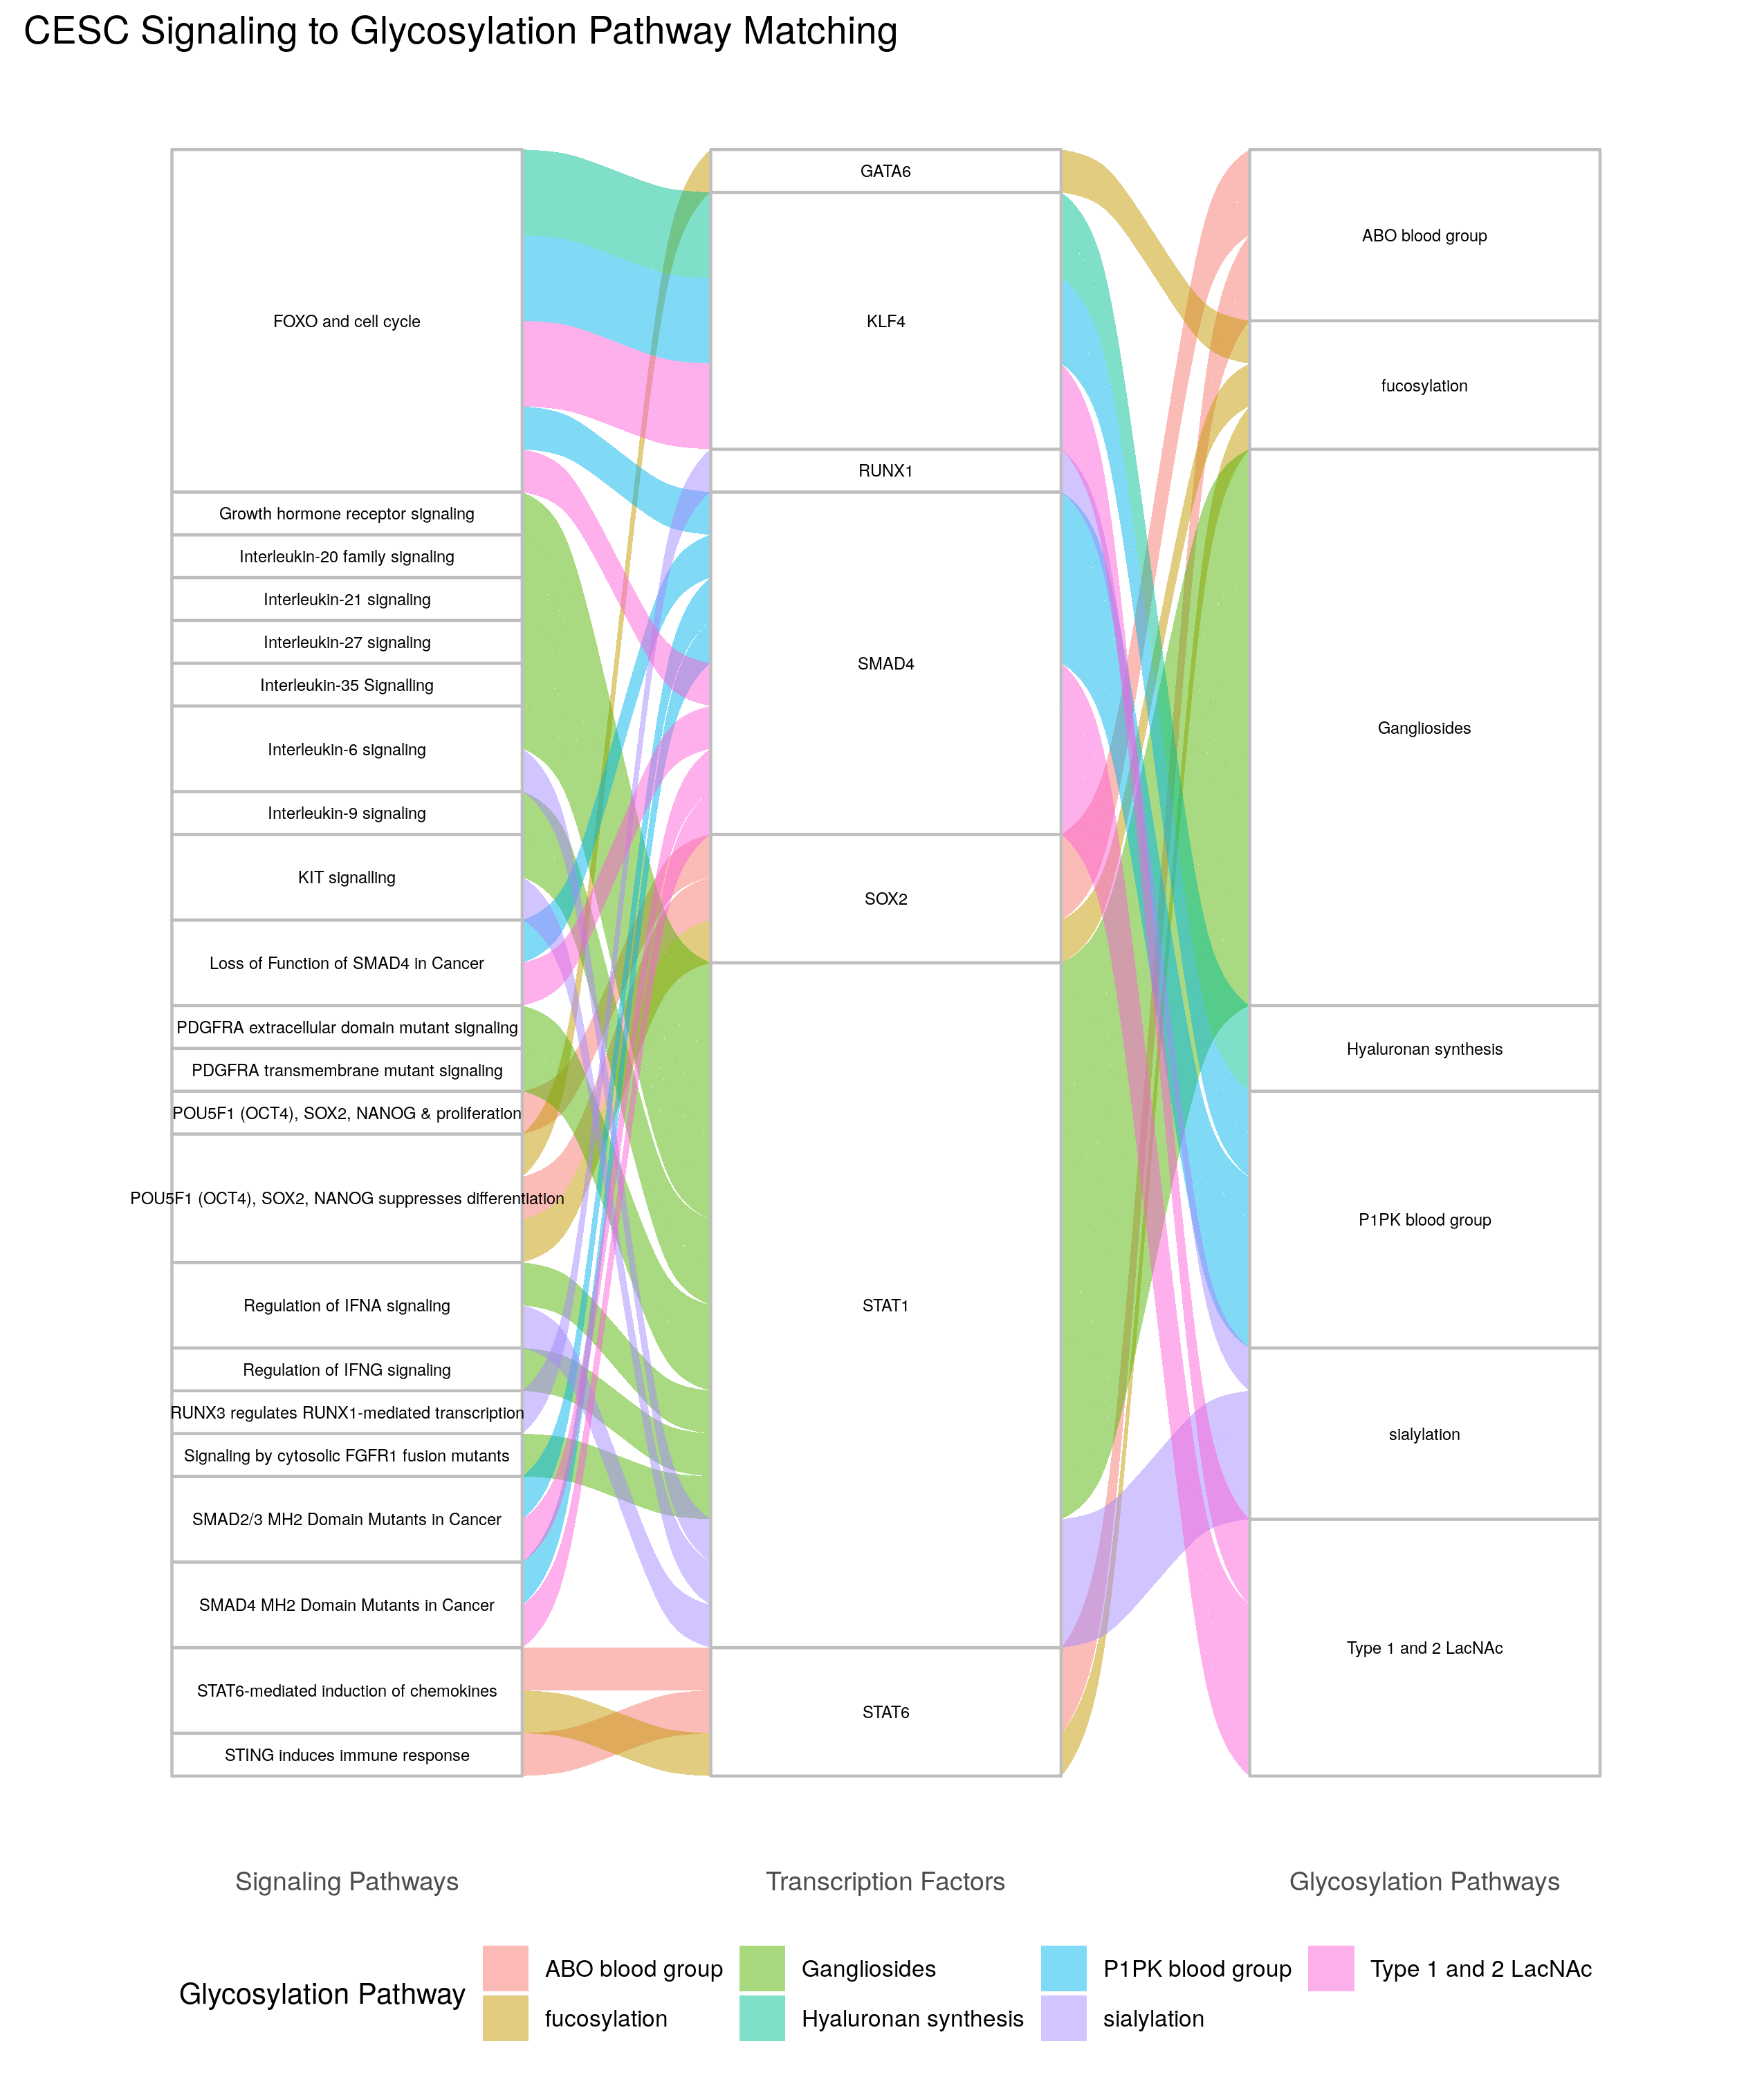 CESC Signaling to Glycosylation Pathway Matching
FOXO and cell cycle
Growth hormone receptor signaling
Interleukin-20 family signaling
Interleukin-21 signaling
Interleukin-27 signaling
Interleukin-35 Signalling
Interleukin-6 signaling
Interleukin-9 signaling
KIT signalling
Loss of Function of SMAD4 in Cancer
PDGFRA extracellular domain mutant signaling
PDGFRA transmembrane mutant signaling
POU5F1 (OCT4), SOX2, NANOG & proliferation
POU5F1 (OCT4), SOX2, NANOG suppresses differentiation
Regulation of IFNA signaling
Regulation of IFNG signaling
RUNX3 regulates RUNX1-mediated transcription
Signaling by cytosolic FGFR1 fusion mutants
SMAD2/3 MH2 Domain Mutants in Cancer
SMAD4 MH2 Domain Mutants in Cancer
STAT6-mediated induction of chemokines
STING induces immune response
GATA6
KLF4
RUNX1
SMAD4
SOX2
STAT1
STAT6
ABO blood group
fucosylation
Gangliosides
Hyaluronan synthesis
P1PK blood group
sialylation
Type 1 and 2 LacNAc
Signaling Pathways
Transcription Factors
Glycosylation Pathways
Glycosylation Pathway
ABO blood group
fucosylation
Gangliosides
Hyaluronan synthesis
P1PK blood group
sialylation
Type 1 and 2 LacNAc